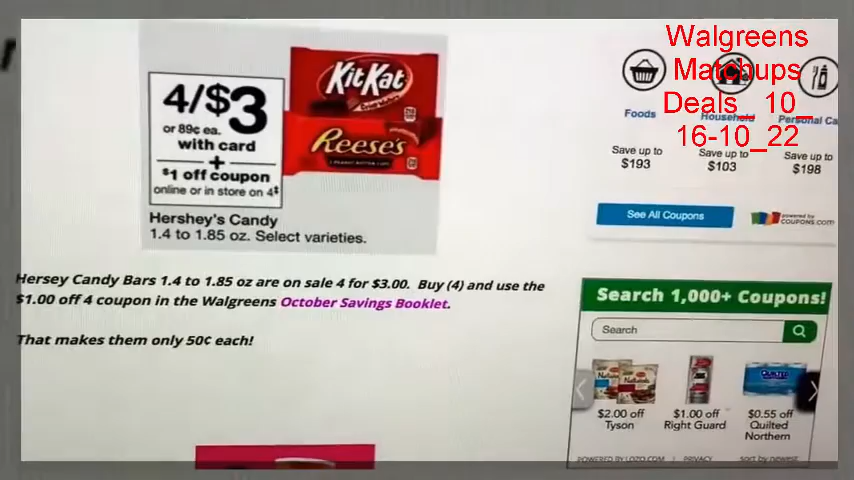 Walgreens
Matchups
Deals_ 10_
16-10_22
KitKat
4/$3
or 89¢ ea.
with card
+
$1 off coupon
online or in store on 4‡
Reese's
Hershey's Candy
1.4 to 1.85 oz. Select varieties.
Foods
Household
Personal Ca
Save up to
$193
Save up to
$103
Save up to
$198
See All Coupons
powered by
COUPONS.com
Hersey Candy Bars 1.4 to 1.85 oz are on sale 4 for $3.00. Buy (4) and use the
$1.00 off 4 coupon in the Walgreens October Savings Booklet.
That makes them only 50¢ each!
Search 1,000+ Coupons!
Search
QUILTED
$2.00 off
Tyson
$1.00 off
Right Guard
$0.55 off
Quilted
Northern
POWERED BY LOZO.COM | PRIVACY
sort by newest